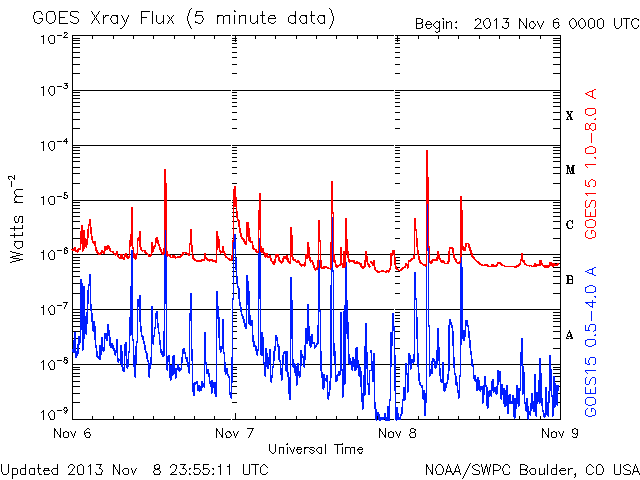 GOES Xray Flux (5 minute data)
Begin: 2013 Nov 6 0000 UTC
10-2
10-3
10-4
10-5
10-6
10-7
10-8
10-9
Watts m-2
X
M
C
B
A
GOES15 1.0-8.0 A
GOES15 0.5-4.0 A
Nov 6
Nov 7
Nov 8
Nov 9
Universal Time
Updated 2013 Nov 8 23:55:11 UTC
NOAA/SWPC Boulder, CO USA